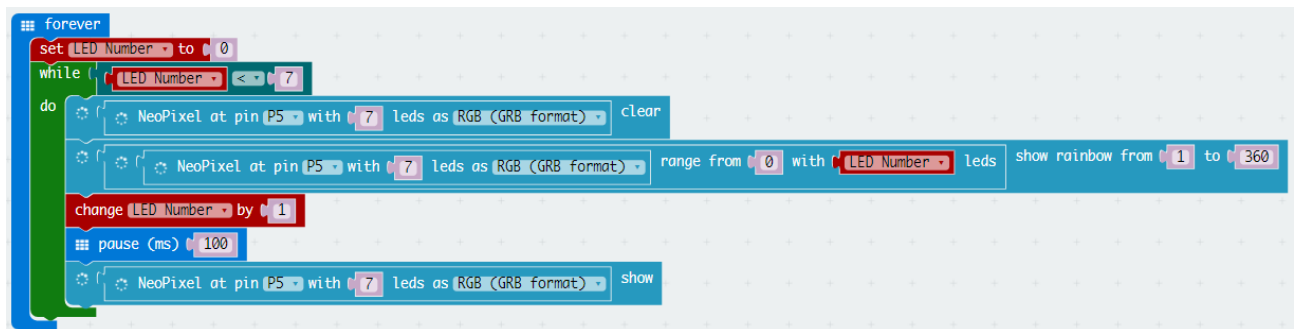 forever
set LED Number to 0
while LED Number < 7
do NeoPixel at pin P5 with 7 leds as RGB (GRB format) clear
NeoPixel at pin P5 with 7 leds as RGB (GRB format) range from 0 with LED Number leds show rainbow from 1 to 360
change LED Number by 1
pause (ms) 100
NeoPixel at pin P5 with 7 leds as RGB (GRB format) show